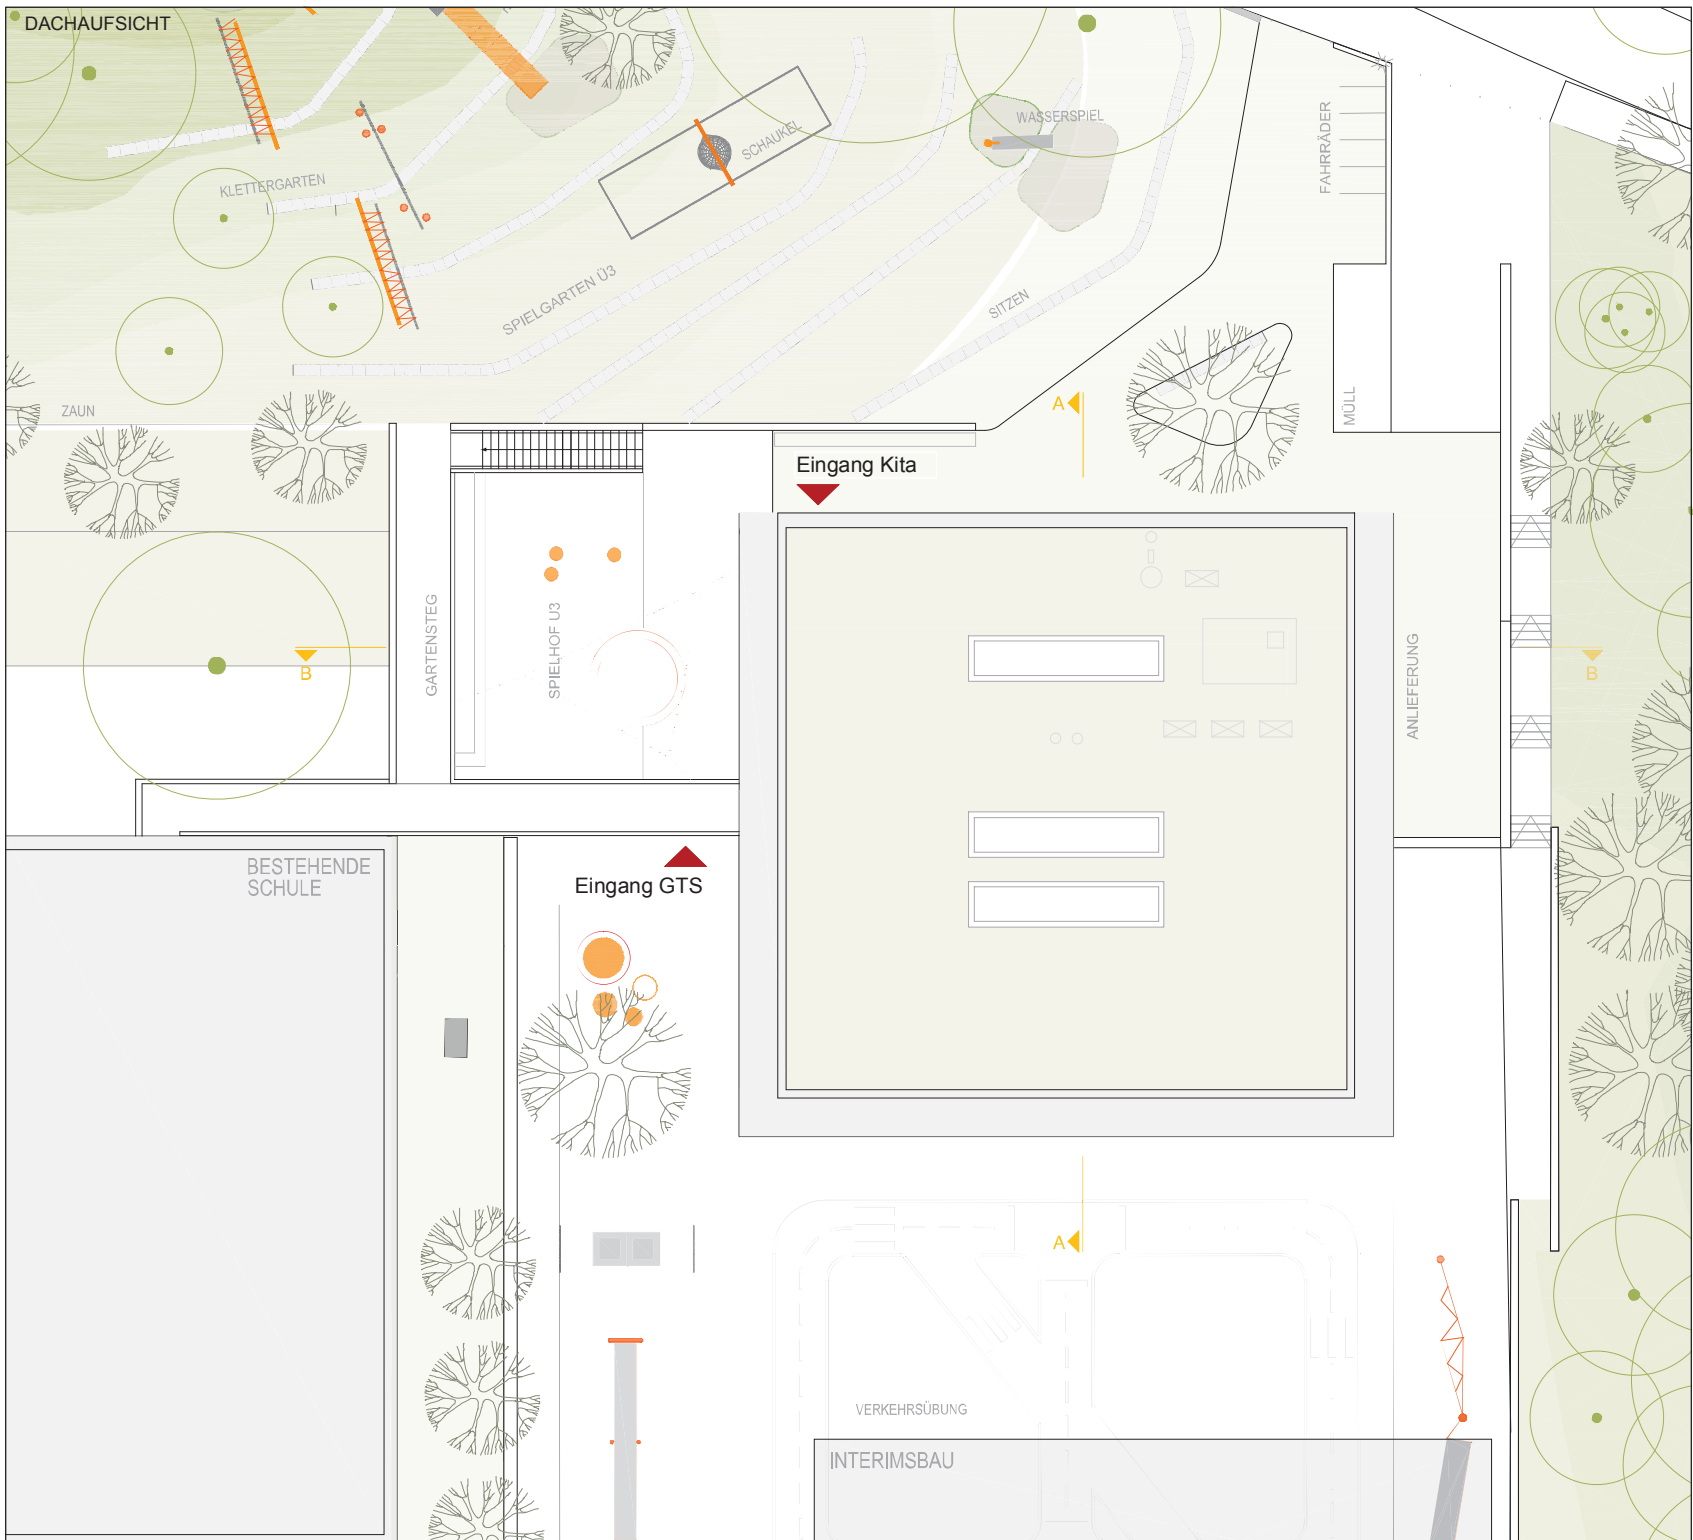 DACHAUFSICHT
KLETTERGARTEN
SCHAUKEL
WASSERSPIEL
FAHRRÄDER
SPIELGARTEN Ü3
SITZEN
ZAUN
A
MÜLL
Eingang Kita
GARTENSTEG
SPIELHOF U3
ANLIEFERUNG
B
B
BESTEHENDE
SCHULE
Eingang GTS
A
VERKEHRSÜBUNG
INTERIMSBAU